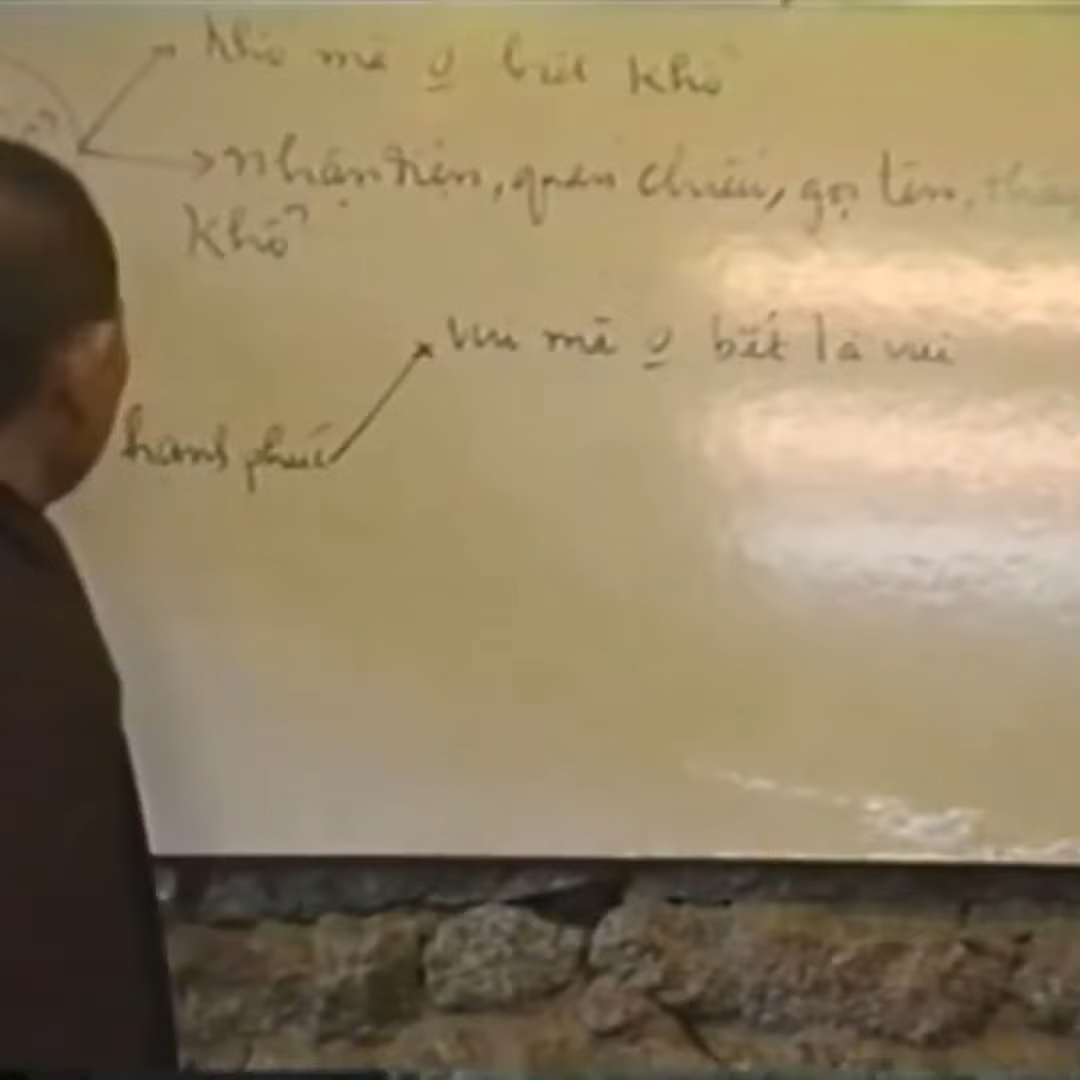 khổ mà o̲ biết khổ
nhận diện, quán chiếu, gọi tên,
khổ
vui mà o̲ biết là vui
hạnh phúc